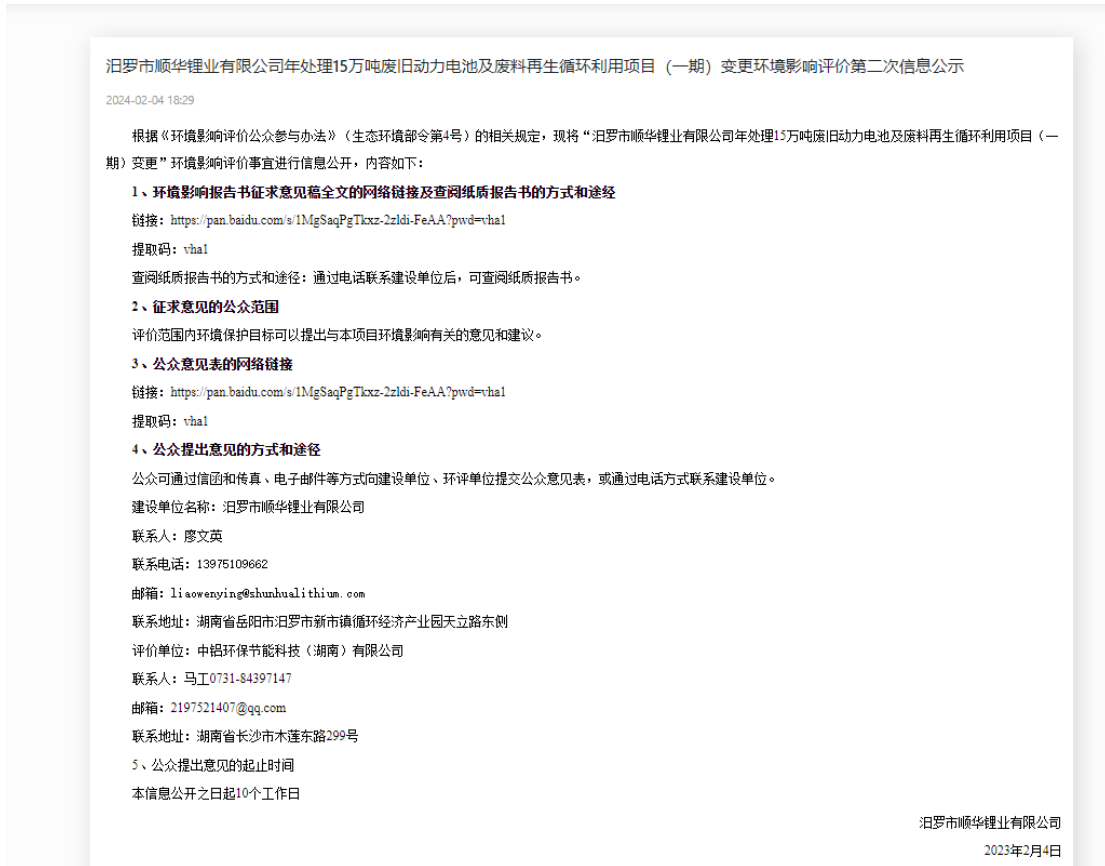 汨罗市顺华锂业有限公司年处理15万吨废旧动力电池及废料再生循环利用项目（一期）变更环境影响评价第二次信息公示
2024-02-04 18:29
根据《环境影响评价公众参与办法》（生态环境部令第4号）的相关规定，现将“汨罗市顺华锂业有限公司年处理15万吨废旧动力电池及废料再生循环利用项目（一
期）变更”环境影响评价事宜进行信息公开，内容如下：
1、环境影响报告书征求意见稿全文的网络链接及查阅纸质报告书的方式和途经
链接：https://pan.baidu.com/s/1MgSaqPgTkxz-2zldi-FeAA?pwd=vha1
提取码：vha1
查阅纸质报告书的方式和途径：通过电话联系建设单位后，可查阅纸质报告书。
2、征求意见的公众范围
评价范围内环境保护目标可以提出与本项目环境影响有关的意见和建议。
3、公众意见表的网络链接
链接：https://pan.baidu.com/s/1MgSaqPgTkxz-2zldi-FeAA?pwd=vha1
提取码：vha1
4、公众提出意见的方式和途径
公众可通过信函和传真、电子邮件等方式向建设单位、环评单位提交公众意见表，或通过电话方式联系建设单位。
建设单位名称：汨罗市顺华锂业有限公司
联系人：廖文英
联系电话：13975109662
邮箱：liaowenying@shunhualithium.com
联系地址：湖南省岳阳市汨罗市新市镇循环经济产业园天立路东侧
评价单位：中铝环保节能科技（湖南）有限公司
联系人：马工0731-84397147
邮箱：2197521407@qq.com
联系地址：湖南省长沙市木莲东路299号
5、公众提出意见的起止时间
本信息公开之日起10个工作日
汨罗市顺华锂业有限公司
2023年2月4日